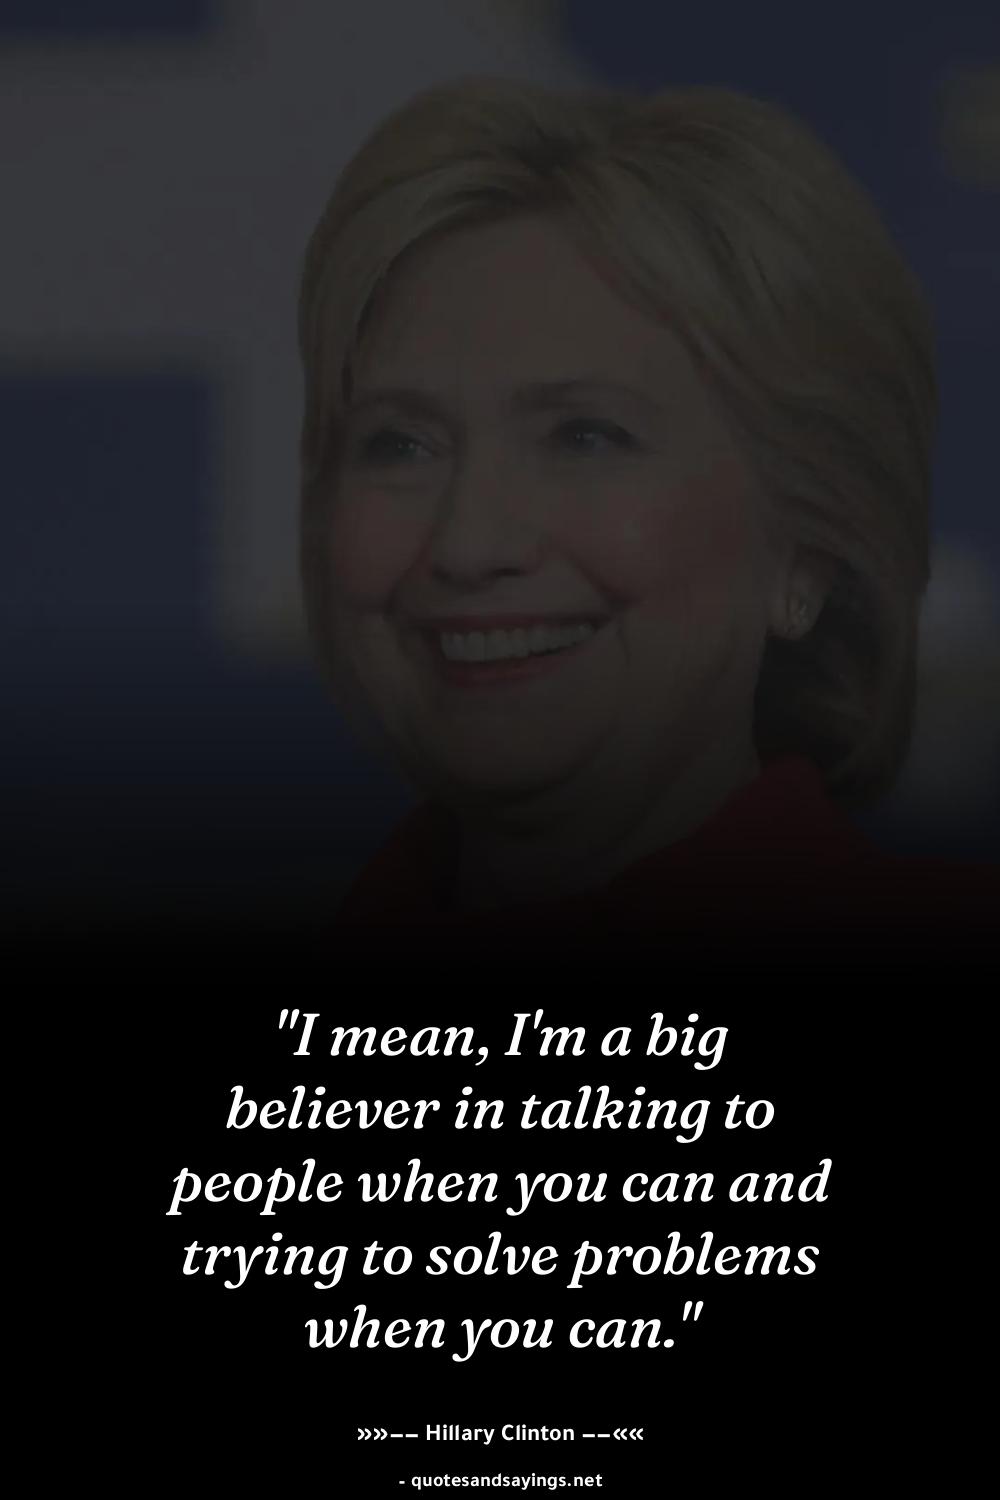 "I mean, I'm a big
believer in talking to
people when you can and
trying to solve problems
when you can."
»»−− Hillary Clinton −−««
- quotesandsayings.net